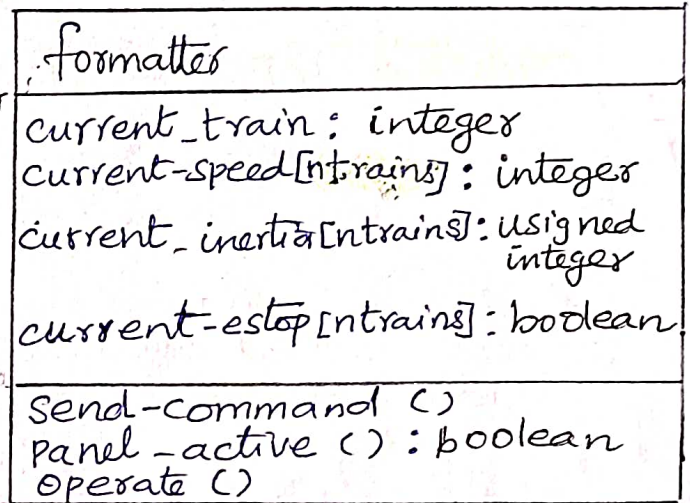 formatter
current_train : integer
current-speed[ntrains] : integer
current_inertia[ntrains] : usigned
integer
current-estop[ntrains] : boolean
send-command ()
panel_active () : boolean
operate ()